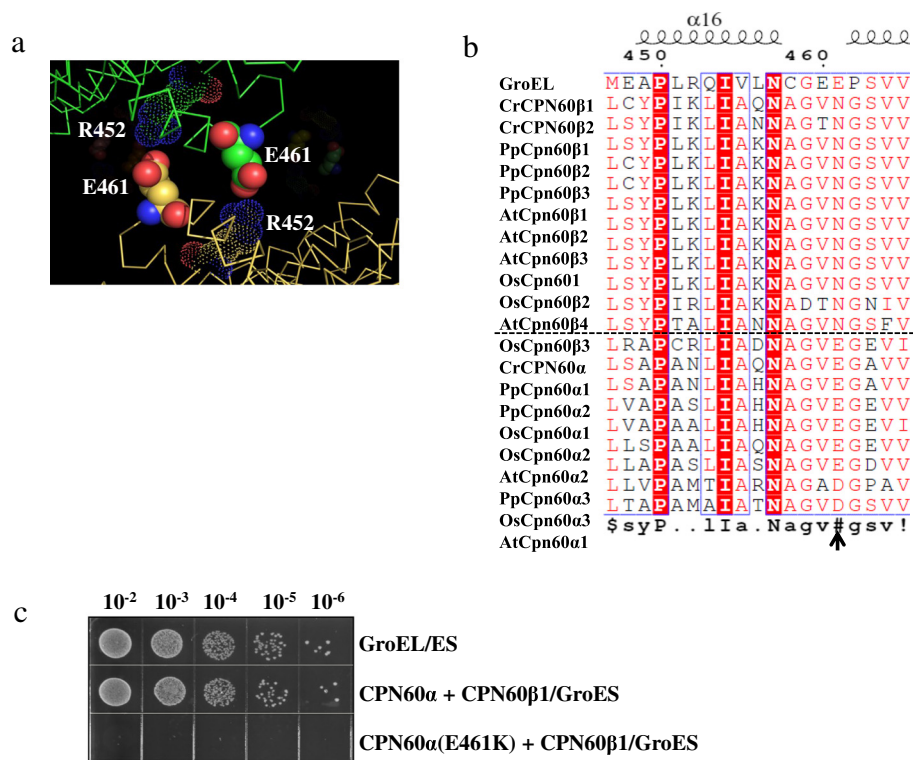 a
R452
E461
E461
R452
b
α16
450 460
GroEL MEAPLRQIVLNCGEEPSVV
CrCPN60β1 LCYPIKLIAQNAGVNGSVV
CrCPN60β2 LSYPIKLIANNAGTNGSVV
PpCpn60β1 LSYPLKLIAKNAGVNGSVV
PpCpn60β2 LCYPLKLIAKNAGVNGSVV
PpCpn60β3 LCYPLKLIAKNAGVNGSVV
AtCpn60β1 LSYPLKLIAKNAGVNGSVV
AtCpn60β2 LSYPLKLIAKNAGVNGSVV
AtCpn60β3 LSYPLKLIAKNAGVNGSVV
OsCpn601 LSYPLKLIAKNAGVNGSVV
OsCpn60β2 LSYPIRLIAKNADTNGNIV
AtCpn60β4 LSYPTALIANNAGVNGSFV
OsCpn60β3 LRAPCRLIADNAGVEGEVI
CrCPN60α LSAPANLIAQNAGVEGAVV
PpCpn60α1 LSAPANLIAHNAGVEGAVV
PpCpn60α2 LVAPASLIAHNAGVEGEVV
OsCpn60α1 LVAPAALIAHNAGVEGEVI
OsCpn60α2 LLSPAALIAQNAGVEGEVV
AtCpn60α2 LLAPASLIASNAGVEGDVV
PpCpn60α3 LLVPAMTIARNAGADGPAV
OsCpn60α3 LTAPAMAIATNAGVDGSVV
AtCpn60α1 $syP..lIa.Nagv#gsv!
c
10-2 10-3 10-4 10-5 10-6
GroEL/ES
CPN60α + CPN60β1/GroES
CPN60α(E461K) + CPN60β1/GroES